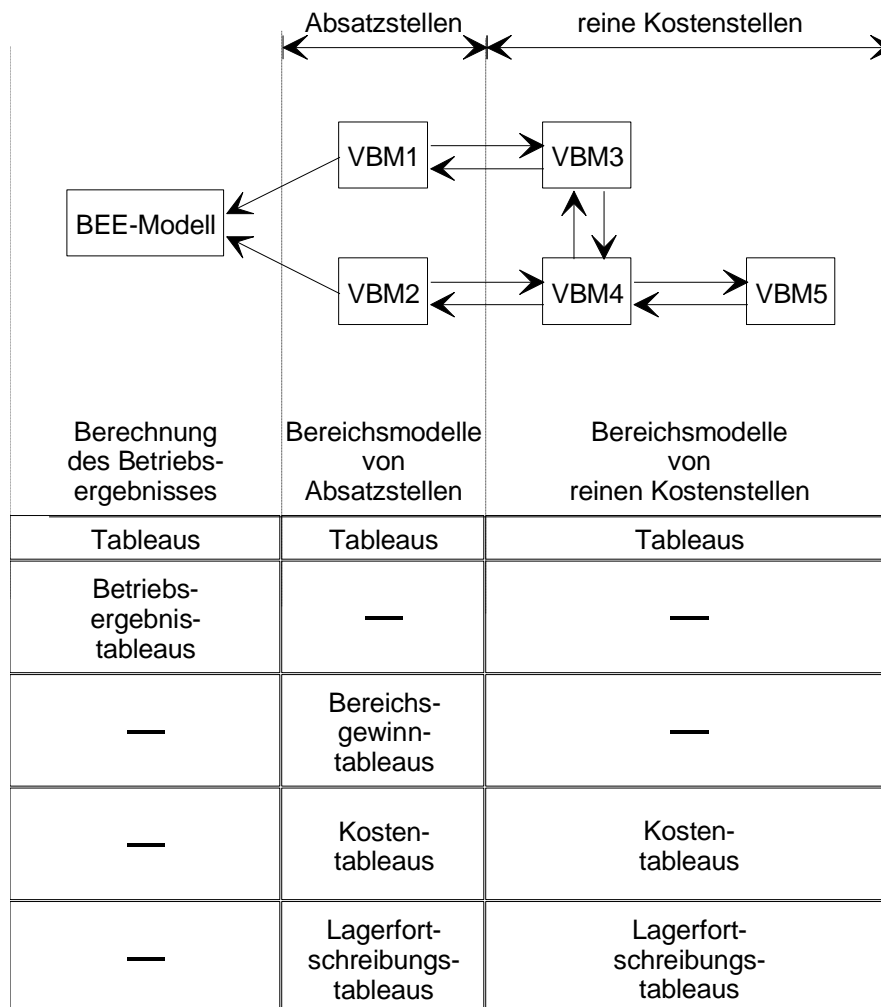 Absatzstellen
reine Kostenstellen
VBM1
VBM3
BEE-Modell
VBM2
VBM4
VBM5
Berechnung
des Betriebs-
ergebnisses
Bereichsmodelle
von
Absatzstellen
Bereichsmodelle
von
reinen Kostenstellen
Tableaus
Tableaus
Tableaus
Betriebs-
ergebnis-
tableaus
—
—
—
Bereichs-
gewinn-
tableaus
—
—
Kosten-
tableaus
Kosten-
tableaus
—
Lagerfort-
schreibungs-
tableaus
Lagerfort-
schreibungs-
tableaus